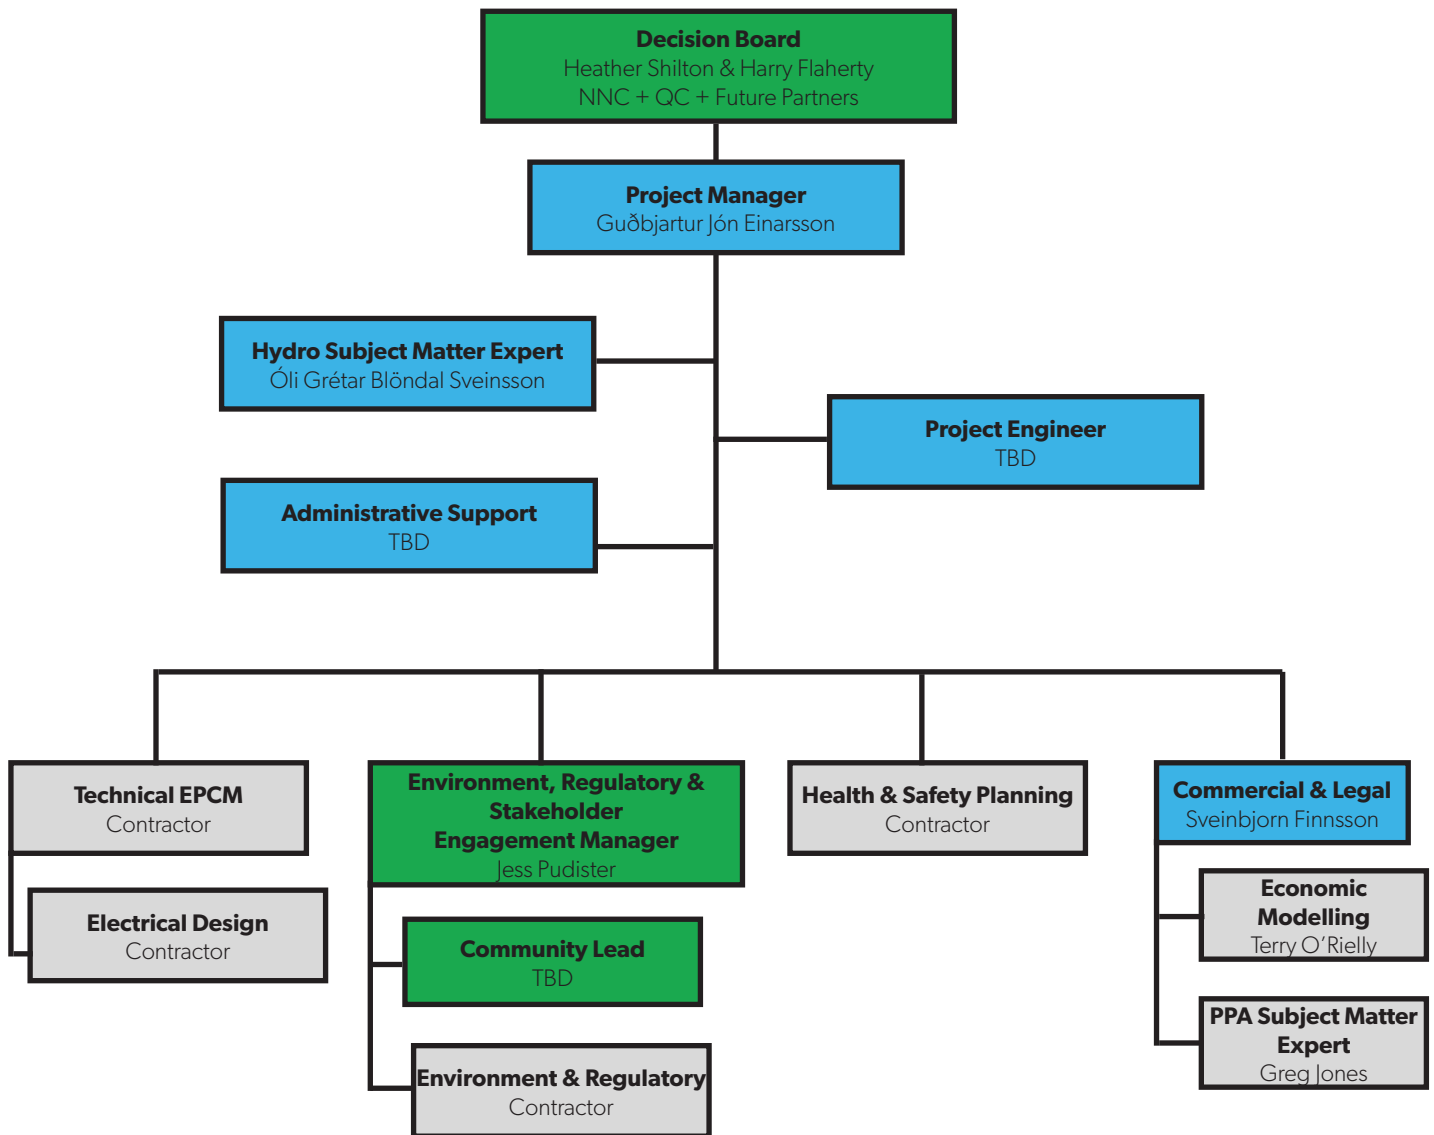 Decision Board
Heather Shilton & Harry Flaherty
NNC + QC + Future Partners
Project Manager
Guðbjartur Jón Einarsson
Hydro Subject Matter Expert
Óli Grétar Blöndal Sveinsson
Project Engineer
TBD
Administrative Support
TBD
Technical EPCM
Contractor
Electrical Design
Contractor
Environment, Regulatory &
Stakeholder
Engagement Manager
Jess Pudister
Community Lead
TBD
Environment & Regulatory
Contractor
Health & Safety Planning
Contractor
Commercial & Legal
Sveinbjorn Finnsson
Economic
Modelling
Terry O’Rielly
PPA Subject Matter
Expert
Greg Jones